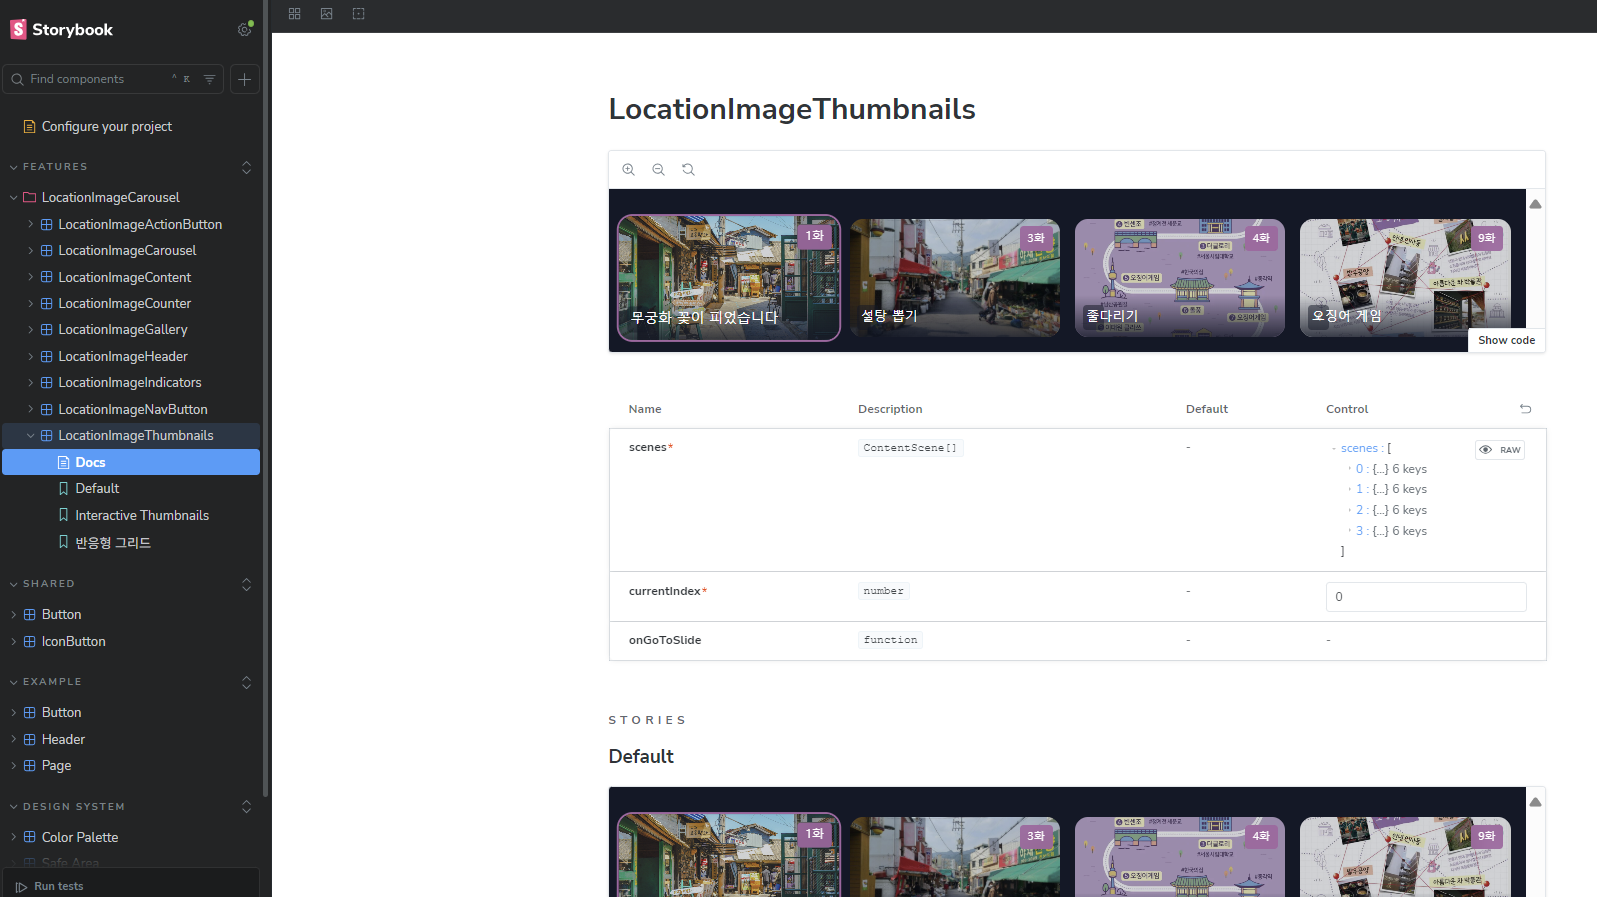 Storybook
Find components
^ K
Configure your project
FEATURES
LocationImageCarousel
LocationImageActionButton
LocationImageCarousel
LocationImageContent
LocationImageCounter
LocationImageGallery
LocationImageHeader
LocationImageIndicators
LocationImageNavButton
LocationImageThumbnails
Docs
Default
Interactive Thumbnails
반응형 그리드
SHARED
Button
IconButton
EXAMPLE
Button
Header
Page
DESIGN SYSTEM
Color Palette
Safe Area
Run tests
LocationImageThumbnails
1화
무궁화 꽃이 피었습니다
3화
설탕 뽑기
4화
줄다리기
9화
오징어 게임
Show code
Name Description Default Control
scenes* ContentScene[] - - scenes : [
0 : {...} 6 keys
1 : {...} 6 keys
2 : {...} 6 keys
3 : {...} 6 keys
]
RAW
currentIndex* number - 0
onGoToSlide function - -
STORIES
Default
1화
3화
4화
9화